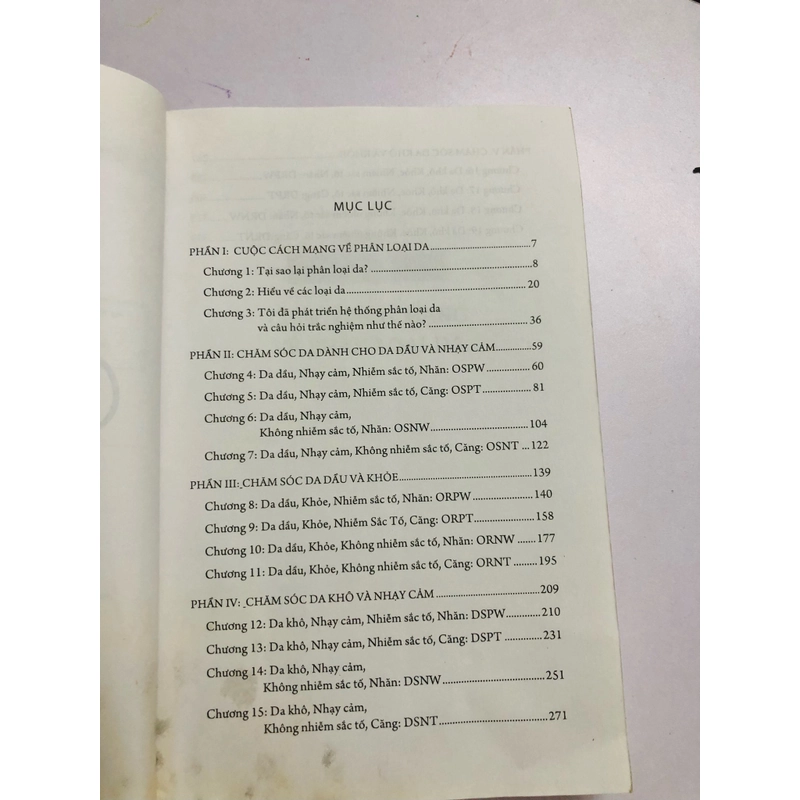 MỤC LỤC
PHẦN I: CUỘC CÁCH MẠNG VỀ PHÂN LOẠI DA....................7
Chương 1: Tại sao lại phân loại da?....................8
Chương 2: Hiểu về các loại da....................20
Chương 3: Tôi đã phát triển hệ thống phân loại da
và câu hỏi trắc nghiệm như thế nào?....................36
PHẦN II: CHĂM SÓC DA DÀNH CHO DA DẦU VÀ NHẠY CẢM............59
Chương 4: Da dầu, Nhạy cảm, Nhiễm sắc tố, Nhăn: OSPW............60
Chương 5: Da dầu, Nhạy cảm, Nhiễm sắc tố, Căng: OSPT............81
Chương 6: Da dầu, Nhạy cảm,
Không nhiễm sắc tố, Nhăn: OSNW....................104
Chương 7: Da dầu, Nhạy cảm, Không nhiễm sắc tố, Căng: OSNT ...122
PHẦN III: CHĂM SÓC DA DẦU VÀ KHỎE....................139
Chương 8: Da dầu, Khỏe, Nhiễm sắc tố, Nhăn: ORPW............140
Chương 9: Da dầu, Khỏe, Nhiễm Sắc Tố, Căng: ORPT............158
Chương 10: Da dầu, Khỏe, Không nhiễm sắc tố, Nhăn: ORNW .......177
Chương 11: Da dầu, Khỏe, Không nhiễm sắc tố, Căng: ORNT .........195
PHẦN IV: CHĂM SÓC DA KHÔ VÀ NHẠY CẢM....................209
Chương 12: Da khô, Nhạy cảm, Nhiễm sắc tố, Nhăn: DSPW.........210
Chương 13: Da khô, Nhạy cảm, Nhiễm sắc tố, Căng: DSPT .........231
Chương 14: Da khô, Nhạy cảm,
Không nhiễm sắc tố, Nhăn: DSNW....................251
Chương 15: Da khô, Nhạy cảm,
Không nhiễm sắc tố, Căng: DSNT....................271